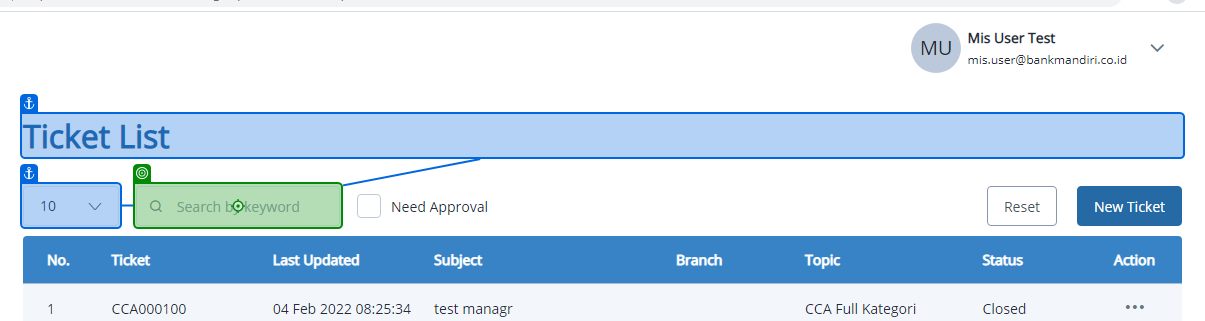 MU
Mis User Test
mis.user@bankmandiri.co.id
Ticket List
10
Search by keyword
Need Approval
Reset
New Ticket
No. Ticket Last Updated Subject Branch Topic Status Action
1 CCA000100 04 Feb 2022 08:25:34 test managr CCA Full Kategori Closed ...